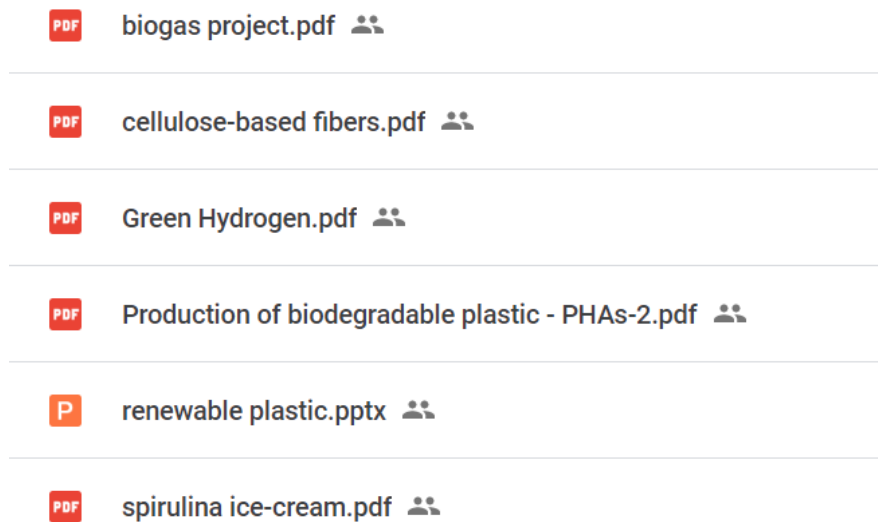 PDF biogas project.pdf
PDF cellulose-based fibers.pdf
PDF Green Hydrogen.pdf
PDF Production of biodegradable plastic - PHAs-2.pdf
P renewable plastic.pptx
PDF spirulina ice-cream.pdf